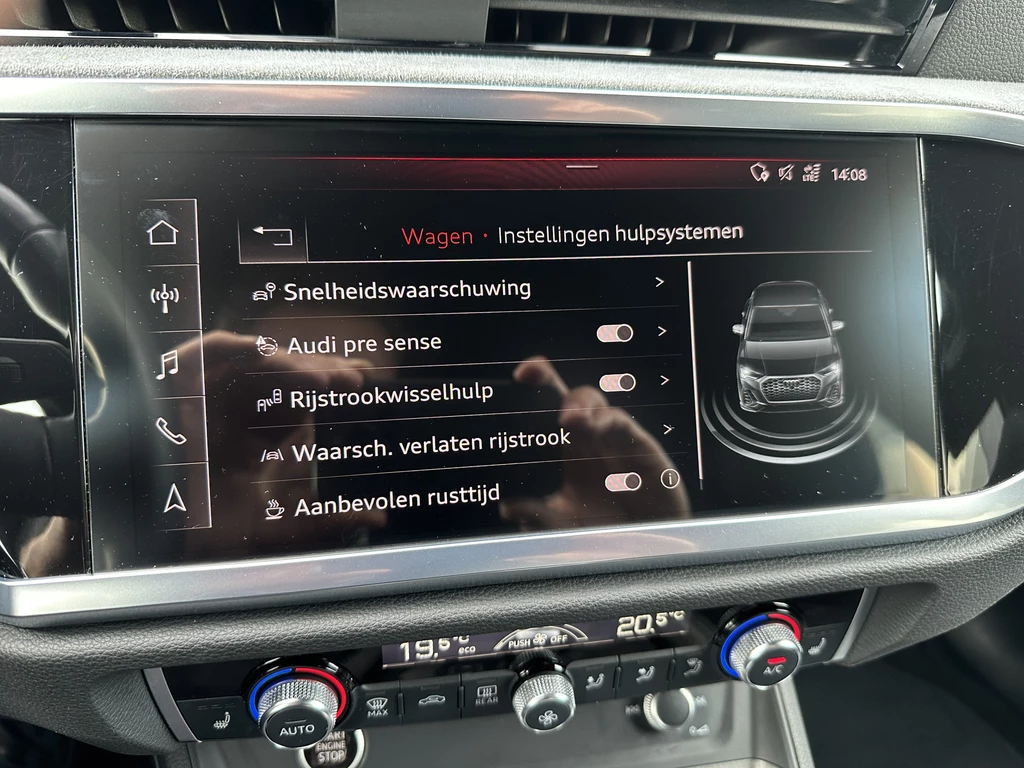 LTE 14:08
Wagen · Instellingen hulpsystemen
Snelheidswaarschuwing >
Audi pre sense >
Rijstrookwisselhulp >
Waarsch. verlaten rijstrook >
Aanbevolen rusttijd i
19,5°C eco PUSH OFF 20,5°C
AUTO MAX REAR A/C
START
ENGINE
STOP